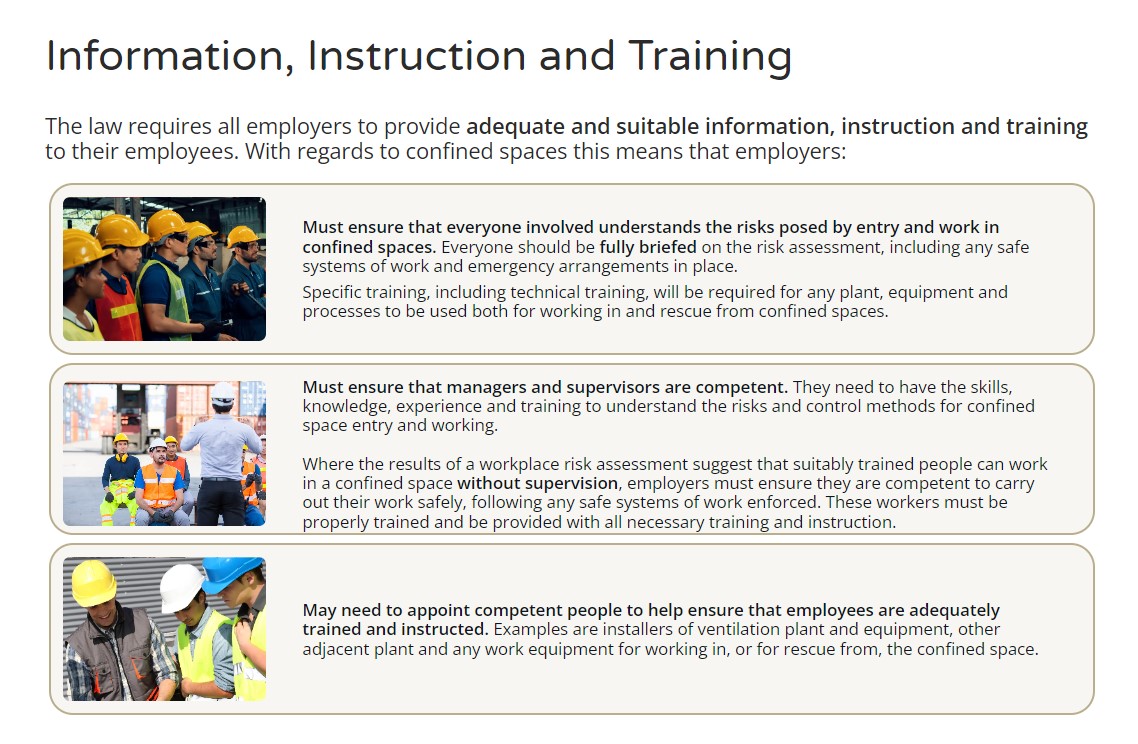 Information, Instruction and Training
The law requires all employers to provide adequate and suitable information, instruction and training
to their employees. With regards to confined spaces this means that employers:
Must ensure that everyone involved understands the risks posed by entry and work in
confined spaces. Everyone should be fully briefed on the risk assessment, including any safe
systems of work and emergency arrangements in place.
Specific training, including technical training, will be required for any plant, equipment and
processes to be used both for working in and rescue from confined spaces.
Must ensure that managers and supervisors are competent. They need to have the skills,
knowledge, experience and training to understand the risks and control methods for confined
space entry and working.
Where the results of a workplace risk assessment suggest that suitably trained people can work
in a confined space without supervision, employers must ensure they are competent to carry
out their work safely, following any safe systems of work enforced. These workers must be
properly trained and be provided with all necessary training and instruction.
May need to appoint competent people to help ensure that employees are adequately
trained and instructed. Examples are installers of ventilation plant and equipment, other
adjacent plant and any work equipment for working in, or for rescue from, the confined space.